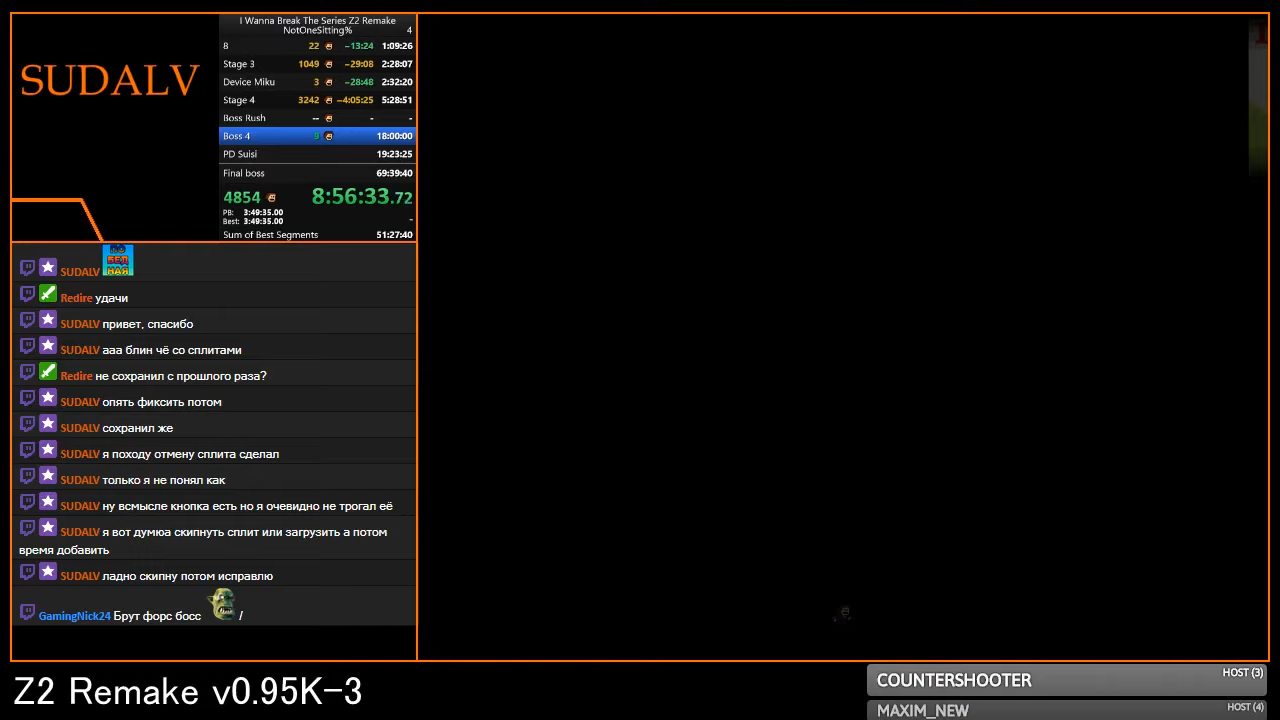 SUDALV
I Wanna Break The Series Z2 Remake
NotOneSitting% 4
8 22 −13:24 1:09:26
Stage 3 1049 −29:08 2:28:07
Device Miku 3 −28:48 2:32:20
Stage 4 3242 −4:05:25 5:28:51
Boss Rush -- - -
Boss 4 9 18:00:00
PD Suisi 19:23:25
Final boss 69:39:40
4854 8:56:33.72
PB: 3:49:35.00
Best: 3:49:35.00 -
Sum of Best Segments 51:27:40
SUDALV ПО БЕД НАЯ
Redire удачи
SUDALV привет, спасибо
SUDALV ааа блин чё со сплитами
Redire не сохранил с прошлого раза?
SUDALV опять фиксить потом
SUDALV сохранил же
SUDALV я походу отмену сплита сделал
SUDALV только я не понял как
SUDALV ну всмысле кнопка есть но я очевидно не трогал её
SUDALV я вот думюа скипнуть сплит или загрузить а потом
время добавить
SUDALV ладно скипну потом исправлю
GamingNick24 Брут форс босс /
Z2 Remake v0.95K-3
COUNTERSHOOTER HOST (3)
MAXIM_NEW HOST (4)